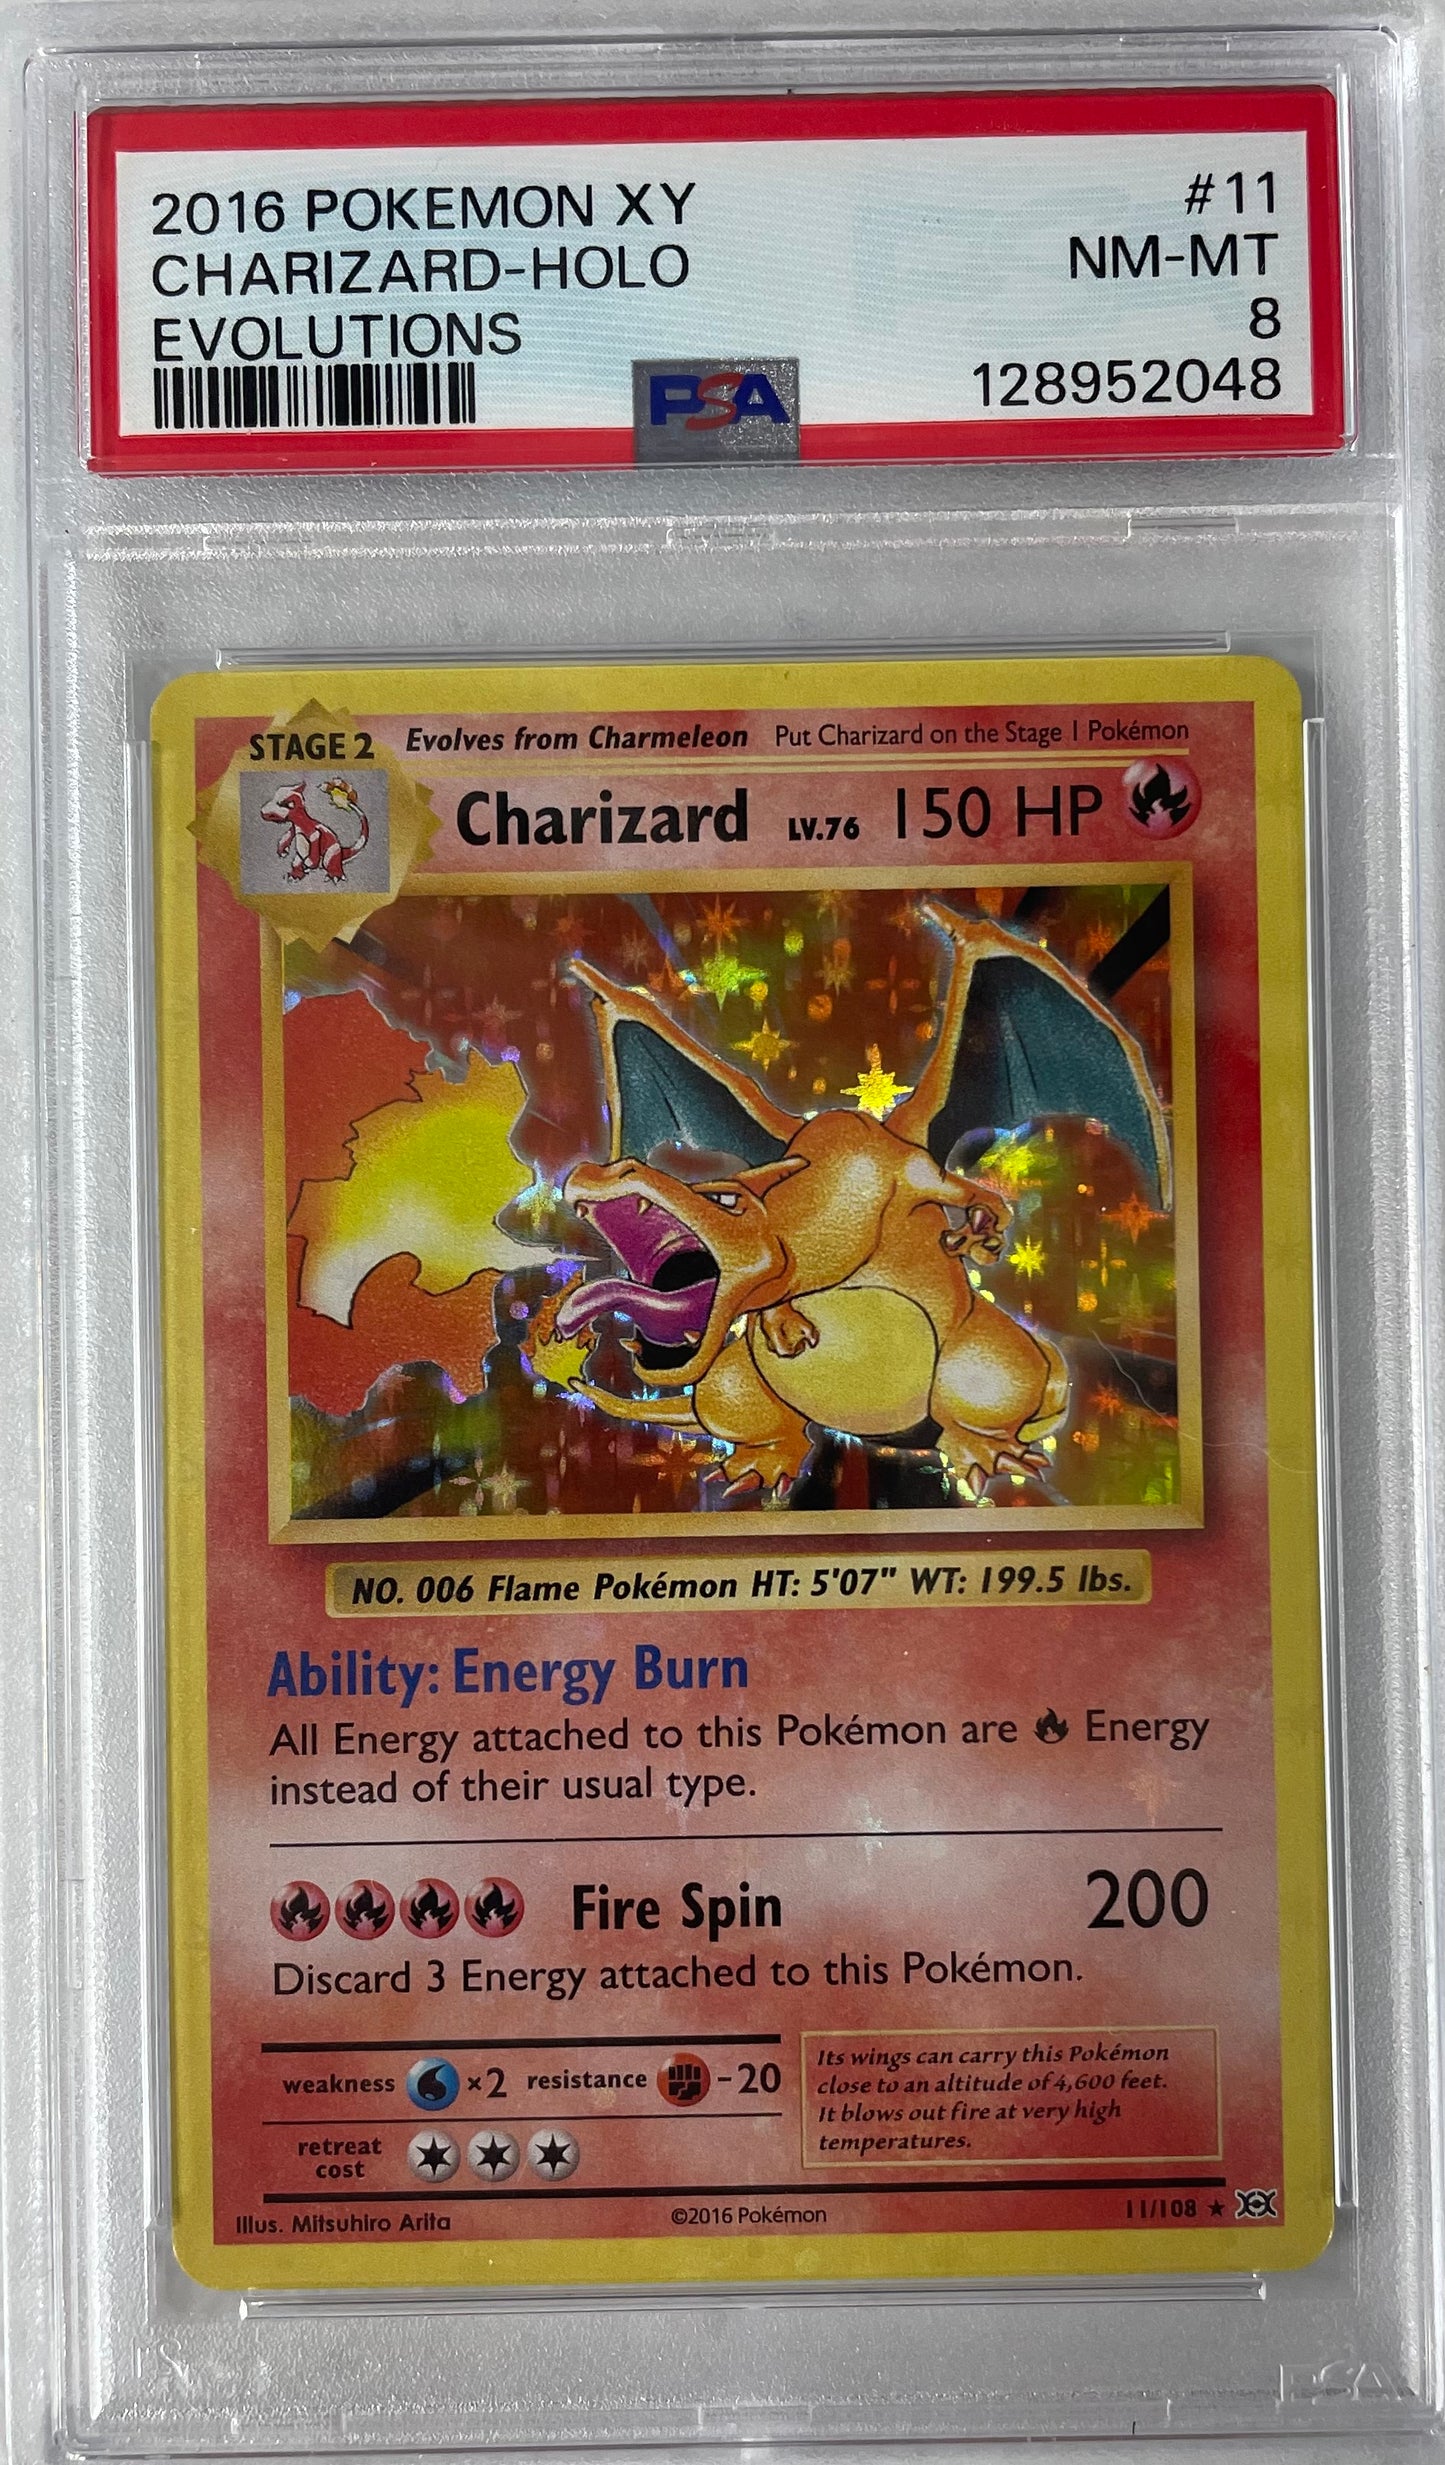 2016 POKEMON XY #11
CHARIZARD-HOLO NM-MT
EVOLUTIONS 8
PSA 128952048
STAGE 2 Evolves from Charmeleon Put Charizard on the Stage 1 Pokémon
Charizard LV.76 150 HP
NO. 006 Flame Pokémon HT: 5'07" WT: 199.5 lbs.
Ability: Energy Burn
All Energy attached to this Pokémon are Energy
instead of their usual type.
Fire Spin 200
Discard 3 Energy attached to this Pokémon.
weakness ×2 resistance -20
retreat
cost
Its wings can carry this Pokémon
close to an altitude of 4,600 feet.
It blows out fire at very high
temperatures.
Illus. Mitsuhiro Arita ©2016 Pokémon 11/108
PSA